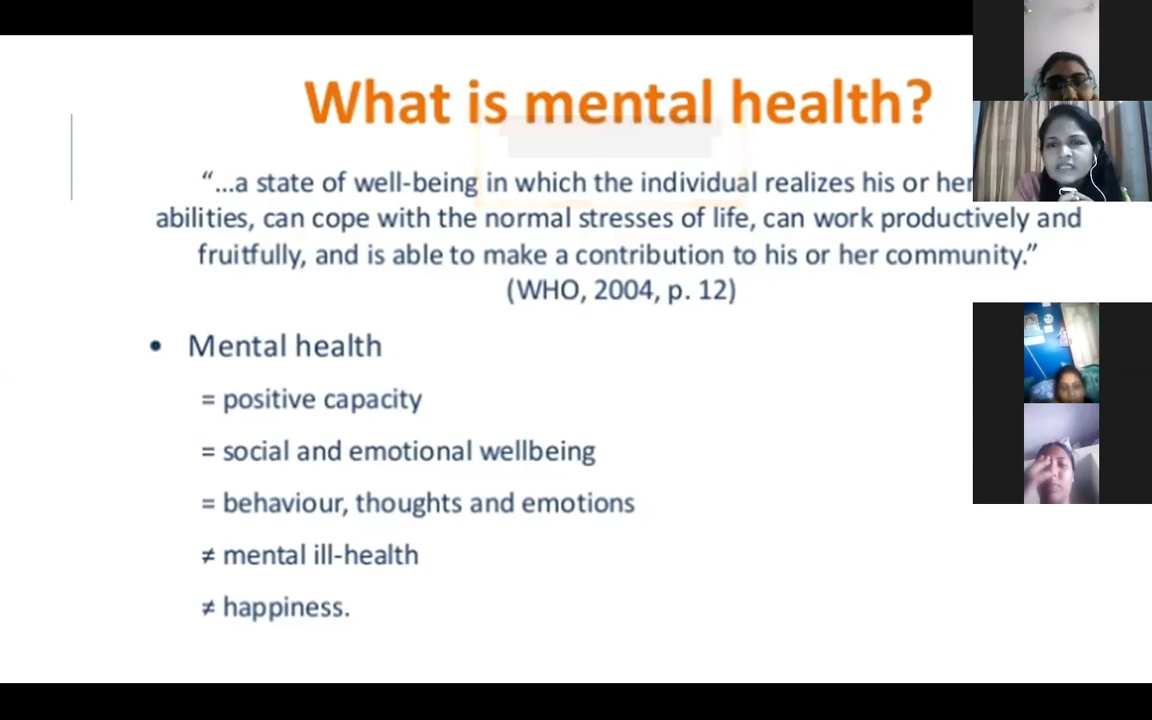 What is mental health?
“...a state of well-being in which the individual realizes his or her
abilities, can cope with the normal stresses of life, can work productively and
fruitfully, and is able to make a contribution to his or her community.”
(WHO, 2004, p. 12)
• Mental health
= positive capacity
= social and emotional wellbeing
= behaviour, thoughts and emotions
≠ mental ill-health
≠ happiness.